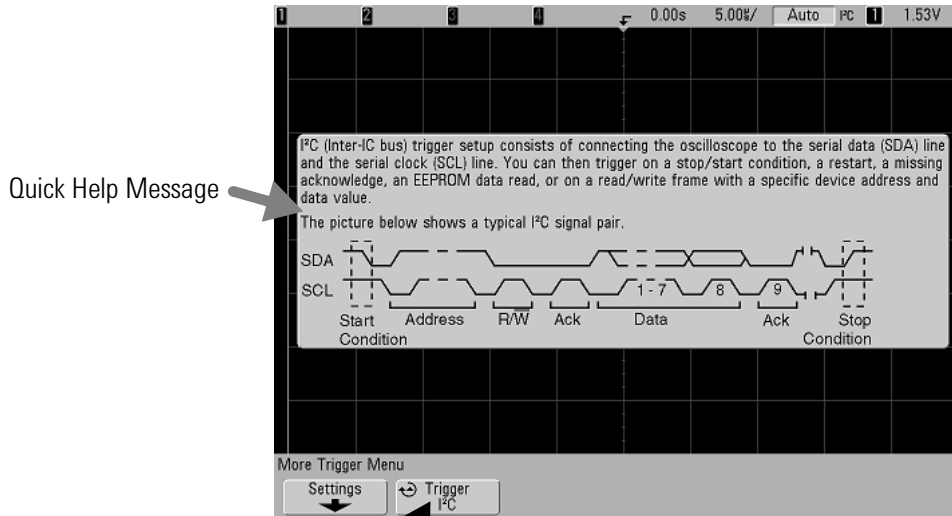 1 2 3 4 0.00s 5.00%/ Auto I²C 1 1.53V
I²C (Inter-IC bus) trigger setup consists of connecting the oscilloscope to the serial data (SDA) line
and the serial clock (SCL) line. You can then trigger on a stop/start condition, a restart, a missing
acknowledge, an EEPROM data read, or on a read/write frame with a specific device address and
data value.
Quick Help Message
The picture below shows a typical I²C signal pair.
SDA
SCL 1 - 7 8 9
Start Address R/W̅ Ack Data Ack Stop
Condition Condition
More Trigger Menu
Settings Trigger
I²C